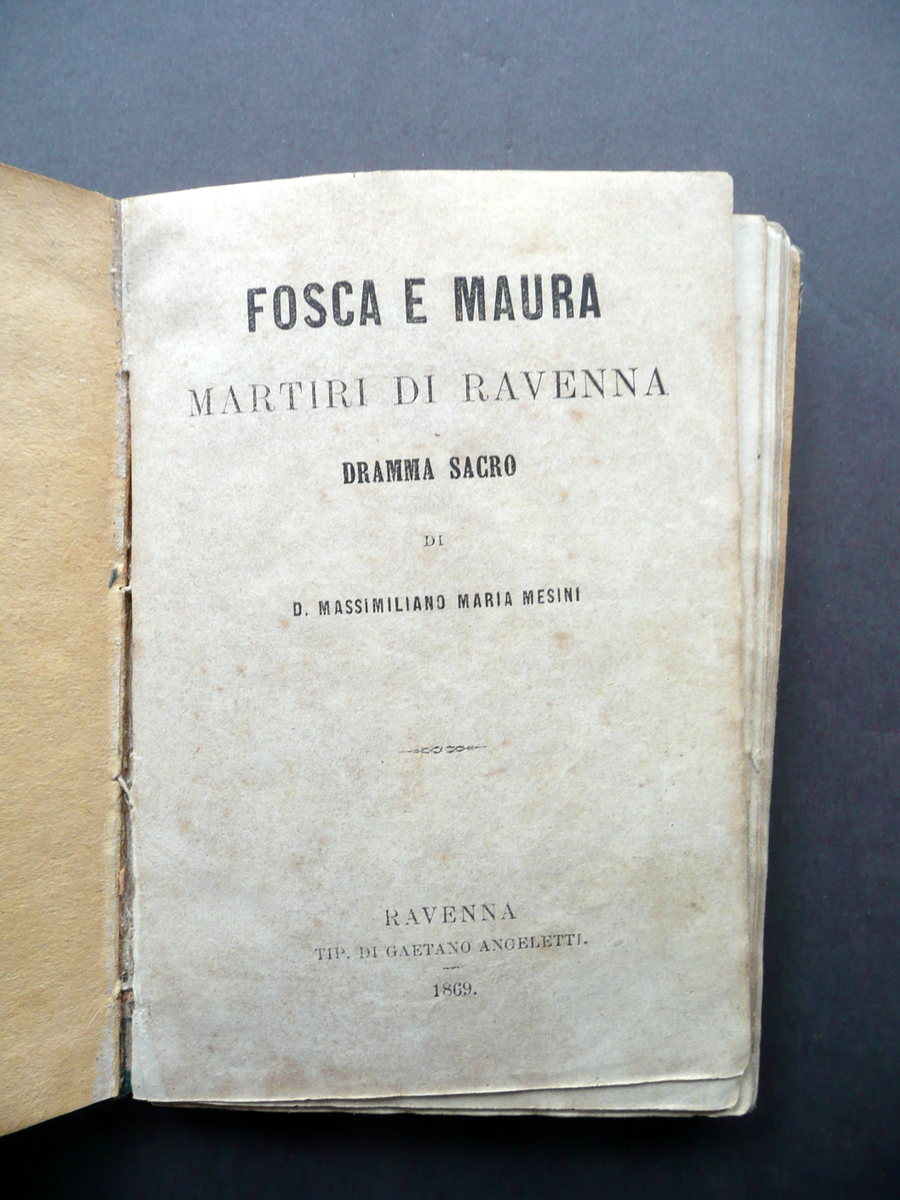 FOSCA E MAURA
MARTIRI DI RAVENNA
DRAMMA SACRO
DI
D. MASSIMILIANO MARIA MESINI
RAVENNA
TIP. DI GAETANO ANGELETTI.
1869.